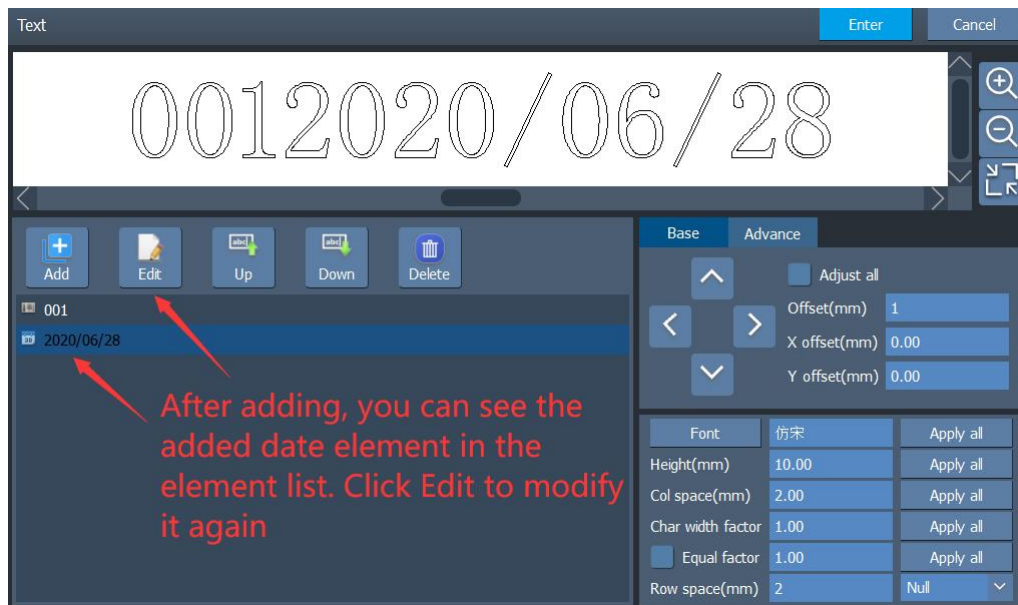 Text Enter Cancel
0012020/06/28
Add Edit Up Down Delete
001
2020/06/28
After adding, you can see the
added date element in the
element list. Click Edit to modify
it again
Base Advance
Adjust all
Offset(mm) 1
X offset(mm) 0.00
Y offset(mm) 0.00
Font 仿宋 Apply all
Height(mm) 10.00 Apply all
Col space(mm) 2.00 Apply all
Char width factor 1.00 Apply all
Equal factor 1.00 Apply all
Row space(mm) 2 Null